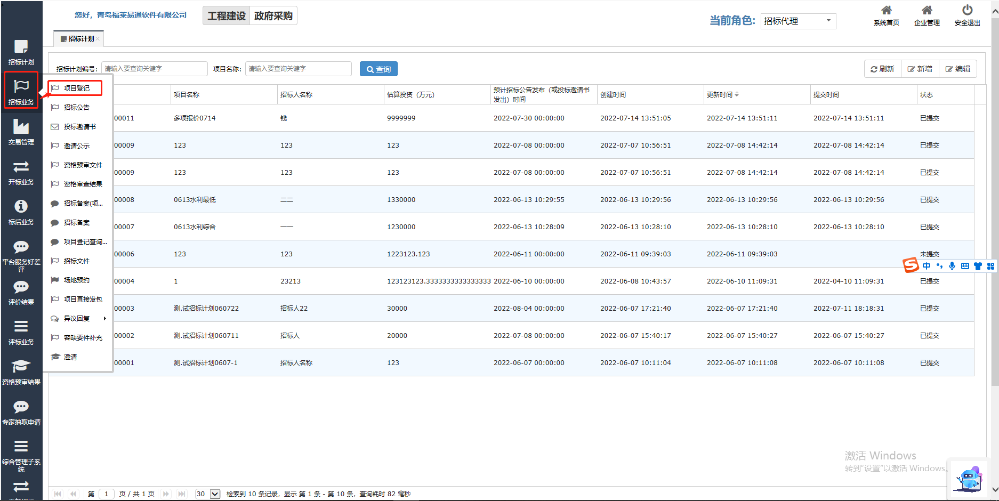 您好，青岛福莱易通软件有限公司
工程建设 政府采购
当前角色: 招标代理
系统首页 企业管理 安全退出
招标计划
招标计划
招标业务
交易管理
开标业务
标后业务
平台服务好差
评
评价结果
评标业务
资格预审结果
专家抽取申请
综合管理子系
统
招标计划编号: 请输入要查询关键字 项目名称: 请输入要查询关键字 查询 刷新 新增 编辑
项目登记
招标公告
投标邀请书
邀请公示
资格预审文件
资格审查结果
招标备案(项...
招标备案
项目登记查询...
招标文件
场地预约
项目直接发包
异议回复
容缺要件补充
澄清
项目名称 招标人名称 估算投资（万元） 预计招标公告发布（或投标邀请书
发出）时间 创建时间 更新时间 提交时间 状态
00011 多项报价0714 钱 9999999 2022-07-30 00:00:00 2022-07-14 13:51:05 2022-07-14 13:51:11 2022-07-14 13:51:11 已提交
00009 123 123 123 2022-07-08 00:00:00 2022-07-07 10:56:51 2022-07-08 14:42:14 2022-07-08 14:42:14 已提交
00009 123 123 123 2022-07-08 00:00:00 2022-07-07 10:56:51 2022-07-08 14:42:14 2022-07-08 14:42:14 已提交
00008 0613水利最低 二二 1330000 2022-06-13 10:29:55 2022-06-13 10:29:56 2022-06-13 10:29:56 2022-06-13 10:29:56 已提交
00007 0613水利综合 一一 1230000 2022-06-13 10:28:09 2022-06-13 10:28:10 2022-06-13 10:28:10 2022-06-13 10:28:10 已提交
00006 123 123 1223123.123 2022-06-11 00:00:00 2022-06-11 09:39:03 2022-06-11 09:39:03 未提交
00004 1 23213 123123123.3333333333333333 2022-06-10 00:00:00 2022-06-08 10:43:57 2022-06-10 11:09:31 2022-04-10 11:09:31 已提交
00003 测.试招标计划060722 招标人22 30000 2022-08-04 00:00:00 2022-06-07 17:21:40 2022-06-07 17:21:40 2022-07-11 18:18:31 已提交
00002 测.试招标计划060711 招标人 20000 2022-07-08 00:00:00 2022-06-07 15:40:17 2022-06-07 15:40:27 2022-06-07 15:40:27 已提交
00001 测.试招标计划0607-1 招标人名称 123 2022-06-07 00:00:00 2022-06-07 10:11:04 2022-06-07 10:11:08 2022-06-07 10:11:08 已提交
S 中
激活 Windows
转到"设置"以激活 Windows。
第 1 页 / 共 1 页 30 检索到 10 条记录，显示 第 1 条 - 第 10 条，查询耗时 82 毫秒